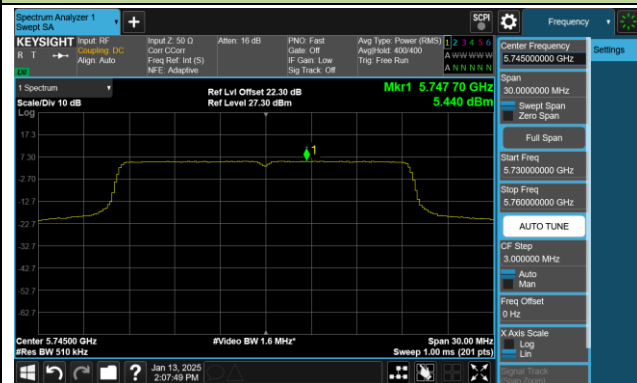 Spectrum Analyzer 1
Swept SA
SCPI
Frequency
KEYSIGHT
R T
Input: RF
Coupling: DC
Align: Auto
Input Z: 50 Ω
Corr CCorr
Freq Ref: Int (S)
NFE: Adaptive
Atten: 16 dB
PNO: Fast
Gate: Off
IF Gain: Low
Sig Track: Off
Avg Type: Power (RMS)
Avg|Hold: 400/400
Trig: Free Run
1 2 3 4 5 6
A W W W W W
A N N N N N
1 Spectrum
Scale/Div 10 dB
Log
Ref Lvl Offset 22.30 dB
Ref Level 27.30 dBm
Mkr1 5.747 70 GHz
5.440 dBm
17.3
7.30
-2.70
-12.7
-22.7
-32.7
-42.7
-52.7
-62.7
1
Center 5.74500 GHz
#Res BW 510 kHz
#Video BW 1.6 MHz*
Span 30.00 MHz
Sweep 1.00 ms (201 pts)
Jan 13, 2025
2:07:49 PM
Center Frequency
5.745000000 GHz
Settings
Span
30.0000000 MHz
Swept Span
Zero Span
Full Span
Start Freq
5.730000000 GHz
Stop Freq
5.760000000 GHz
AUTO TUNE
CF Step
3.000000 MHz
Auto
Man
Freq Offset
0 Hz
X Axis Scale
Log
Lin
Signal Track
(Span Zoom)